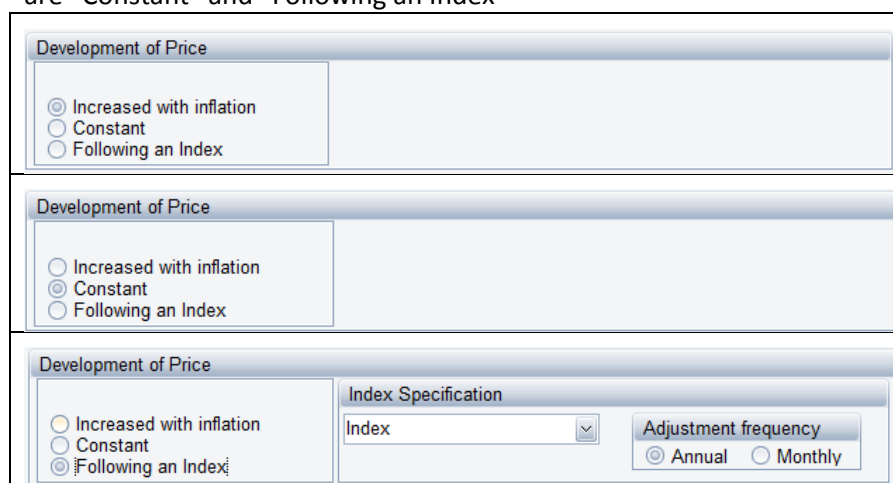 are "Constant" and "Following an Index"
Development of Price
Increased with inflation
Constant
Following an Index
Development of Price
Increased with inflation
Constant
Following an Index
Development of Price
Index Specification
Increased with inflation
Constant
Following an Index
Index
Adjustment frequency
Annual Monthly